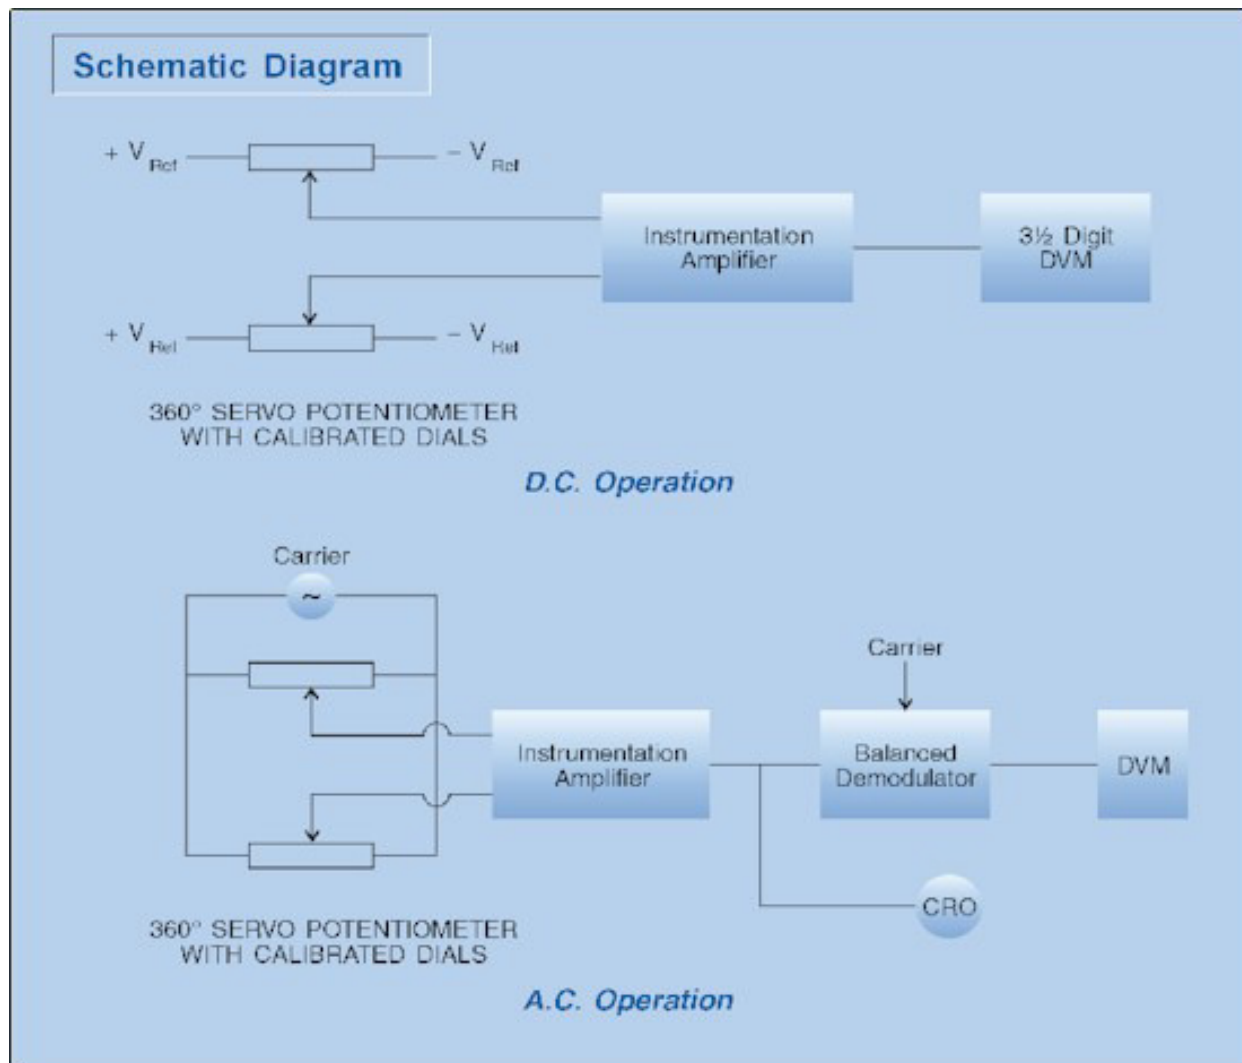 Schematic Diagram
+ V Ref
– V Ref
Instrumentation
Amplifier
3½ Digit
DVM
+ V Ref
– V Ref
360° SERVO POTENTIOMETER
WITH CALIBRATED DIALS
D.C. Operation
Carrier
~
Carrier
Instrumentation
Amplifier
Balanced
Demodulator
DVM
CRO
360° SERVO POTENTIOMETER
WITH CALIBRATED DIALS
A.C. Operation